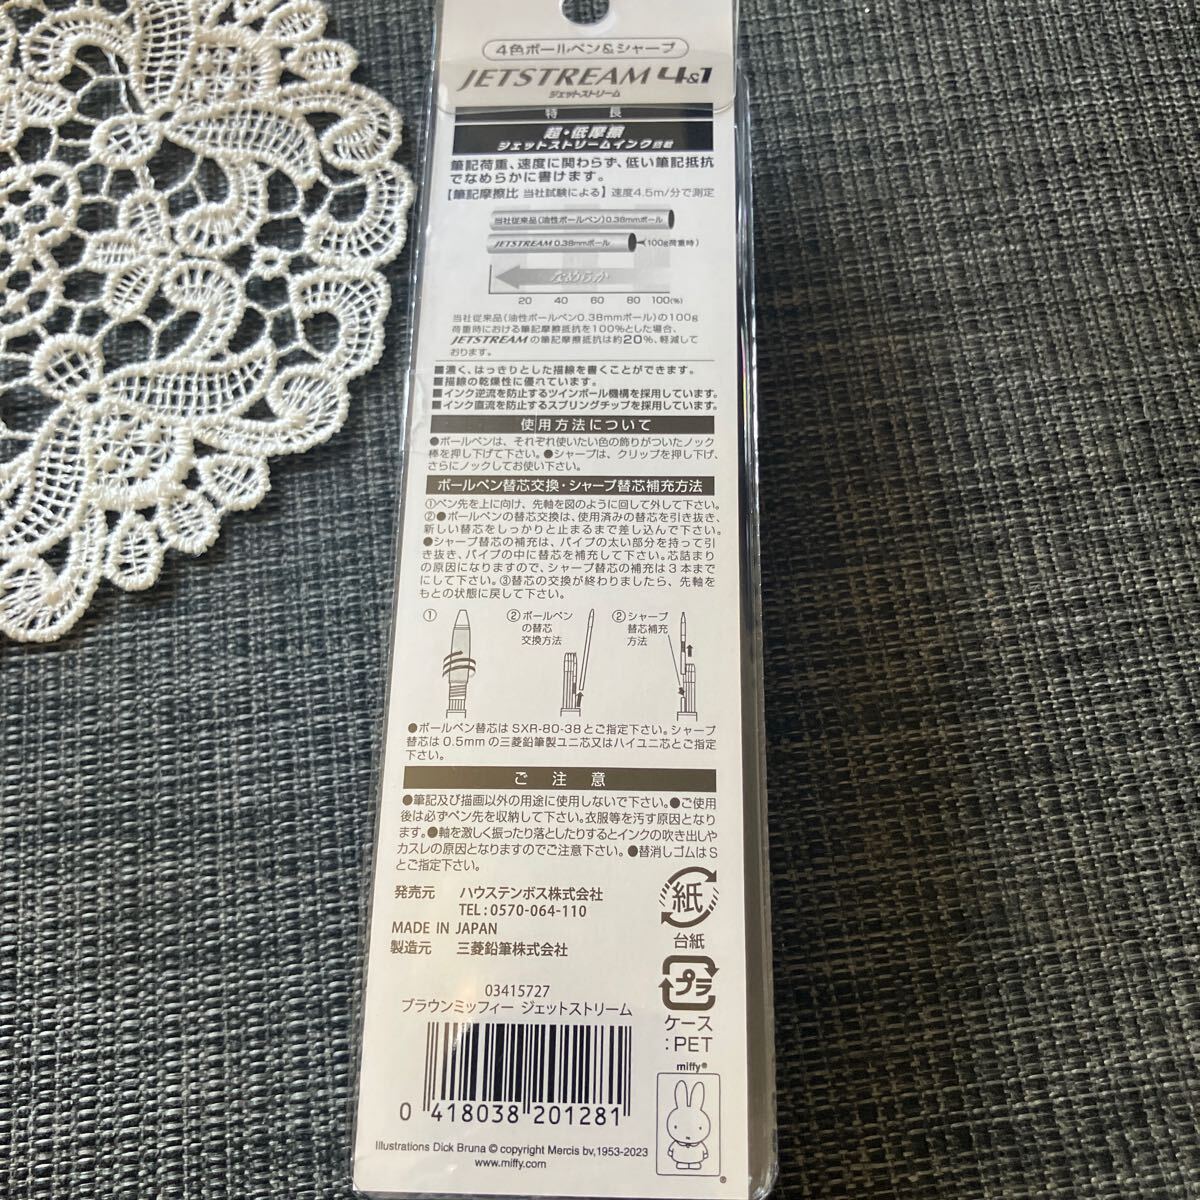 4色ボールペン&シャープ
JETSTREAM 4&1
ジェットストリーム
特 長
超・低摩擦
ジェットストリームインク搭載
筆記荷重、速度に関わらず、低い筆記抵抗
でなめらかに書けます。
【筆記摩擦比 当社試験による】速度4.5m/分で測定
当社従来品(油性ボールペン)0.38mmボール
JETSTREAM 0.38mmボール (100g荷重時)
なめらか
20 40 60 80 100(%)
当社従来品(油性ボールペン0.38mmボール)の100g
荷重時における筆記摩擦抵抗を100%とした場合、
JETSTREAMの筆記摩擦抵抗は約20%、軽減して
おります。
■濃く、はっきりとした描線を書くことができます。
■描線の乾燥性に優れています。
■インク逆流を防止するツインボール機構を採用しています。
■インク直流を防止するスプリングチップを採用しています。
使用方法について
●ボールペンは、それぞれ使いたい色の飾りがついたノック
棒を押し下げて下さい。●シャープは、クリップを押し下げ、
さらにノックしてお使い下さい。
ボールペン替芯交換・シャープ替芯補充方法
①ペン先を上に向け、先軸を図のように回して外して下さい。
②●ボールペンの替芯交換は、使用済みの替芯を引き抜き、
新しい替芯をしっかりと止まるまで差し込んで下さい。
●シャープ替芯の補充は、パイプの太い部分を持って引
き抜き、パイプの中に替芯を補充して下さい。芯詰まり
の原因になりますので、シャープ替芯の補充は3本まで
にして下さい。③替芯の交換が終わりましたら、先軸を
もとの状態に戻して下さい。
① ②ボールペン
の替芯
交換方法
②シャープ
替芯補充
方法
●ボールペン替芯はSXR-80-38とご指定下さい。シャープ
替芯は0.5mmの三菱鉛筆製ユニ芯又はハイユニ芯とご指定
下さい。
ご 注 意
●筆記及び描画以外の用途に使用しないで下さい。●ご使用
後は必ずペン先を収納して下さい。衣服等を汚す原因となり
ます。●軸を激しく振ったり落としたりするとインクの吹き出しや
カスレの原因となりますのでご注意下さい。●替消しゴムはS
とご指定下さい。
発売元 ハウステンボス株式会社
TEL:0570-064-110
MADE IN JAPAN
製造元 三菱鉛筆株式会社
紙
台紙
プラ
ケース
:PET
03415727
ブラウンミッフィー ジェットストリーム
0 418038 201281
miffy®
®
Illustrations Dick Bruna © copyright Mercis bv,1953-2023
www.miffy.com